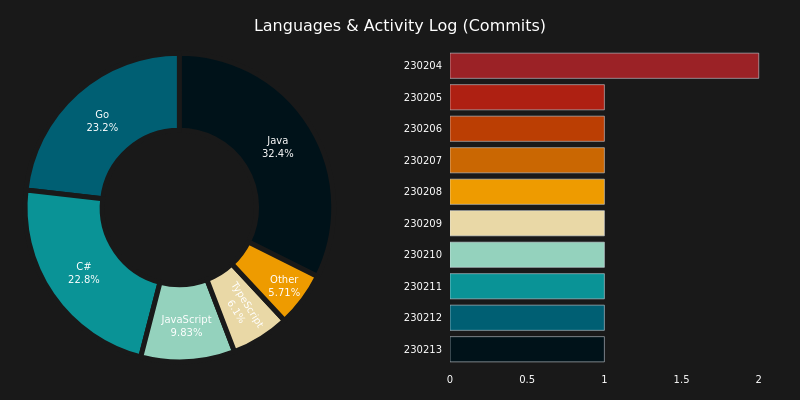 Languages & Activity Log (Commits)
Go
23.2%
Java
32.4%
C#
22.8%
JavaScript
9.83%
TypeScript
6.1%
Other
5.71%
230204
230205
230206
230207
230208
230209
230210
230211
230212
230213
0 0.5 1 1.5 2